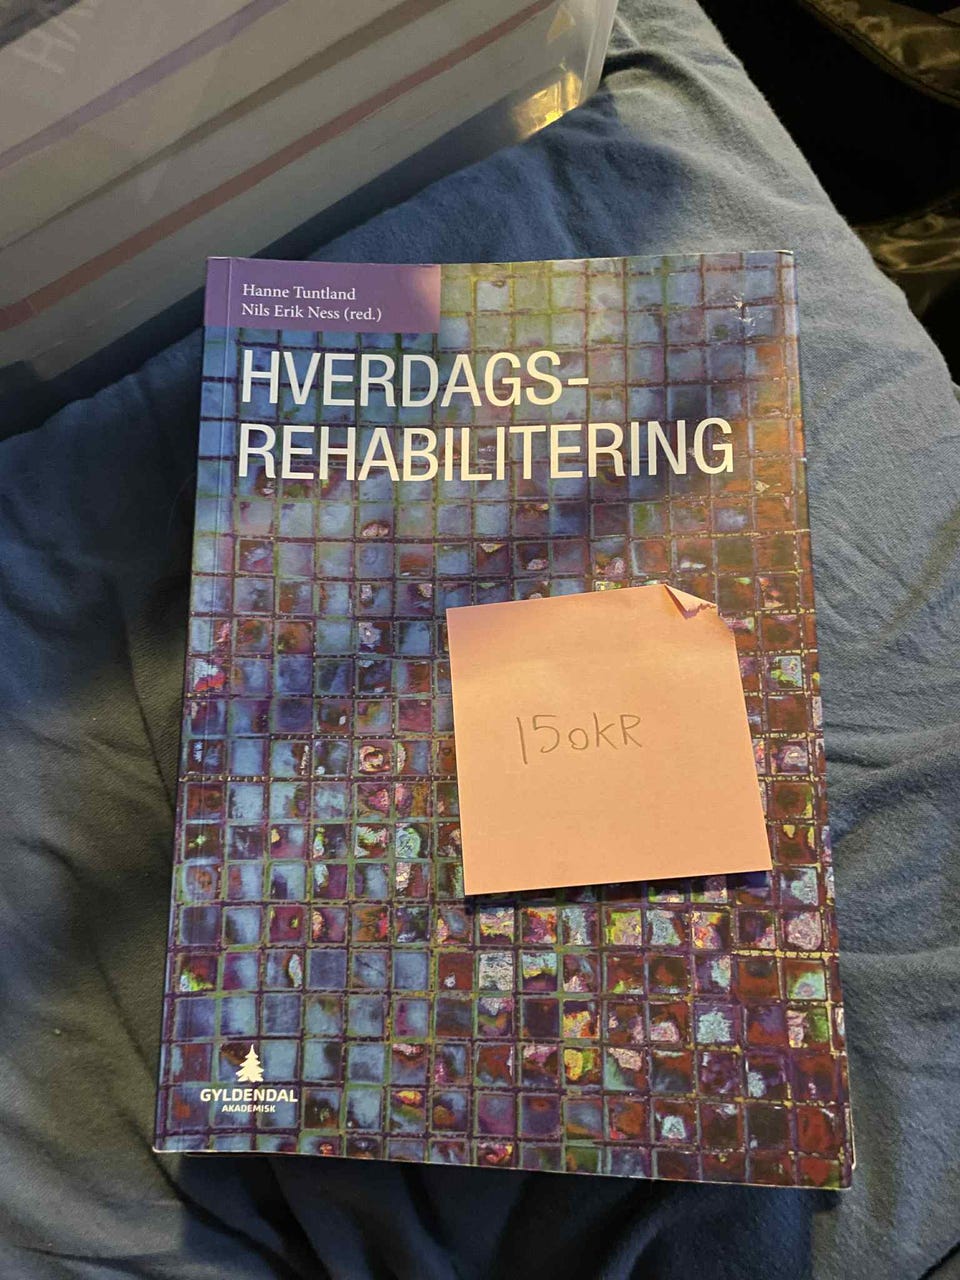 Hanne Tuntland
Nils Erik Ness (red.)
HVERDAGS-
REHABILITERING
150KR
GYLDENDAL
AKADEMISK